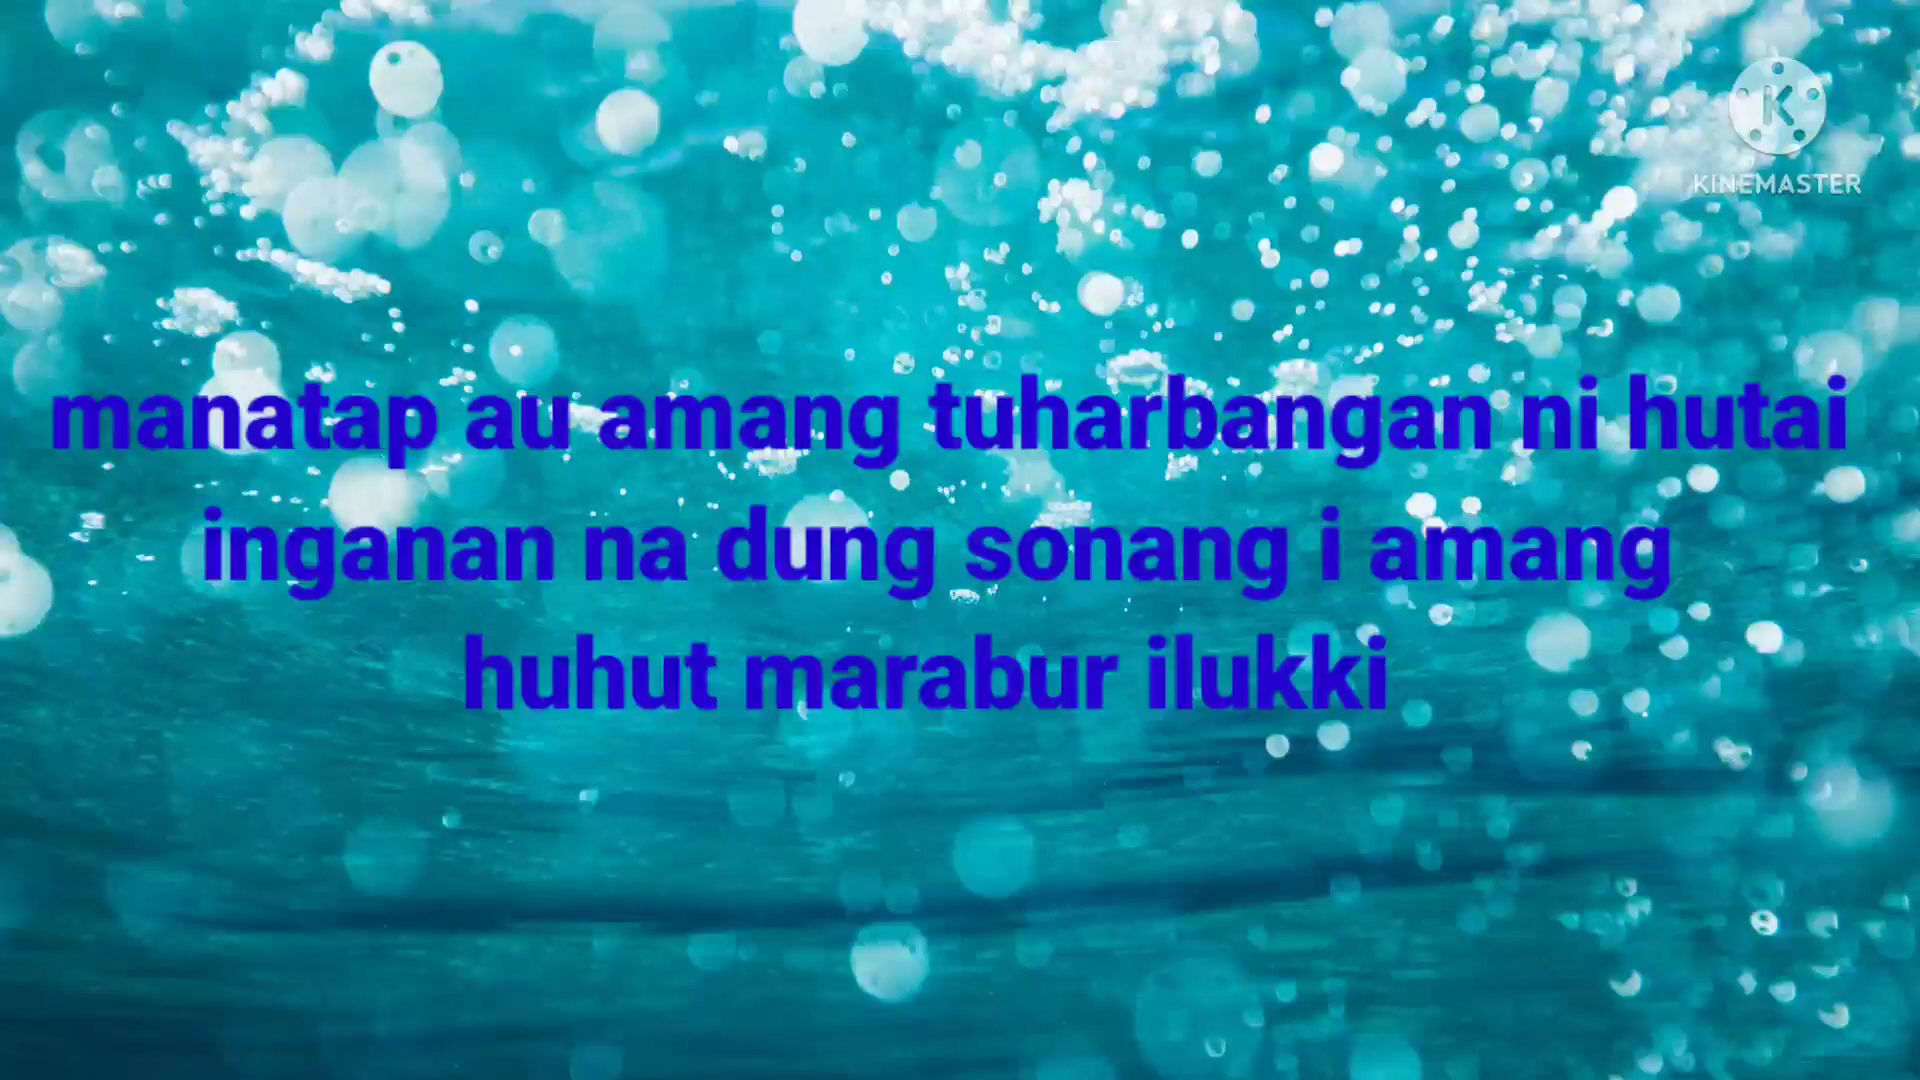 KINEMASTER
manatap au amang tuharbangan ni hutai
inganan na dung sonang i amang
huhut marabur ilukki